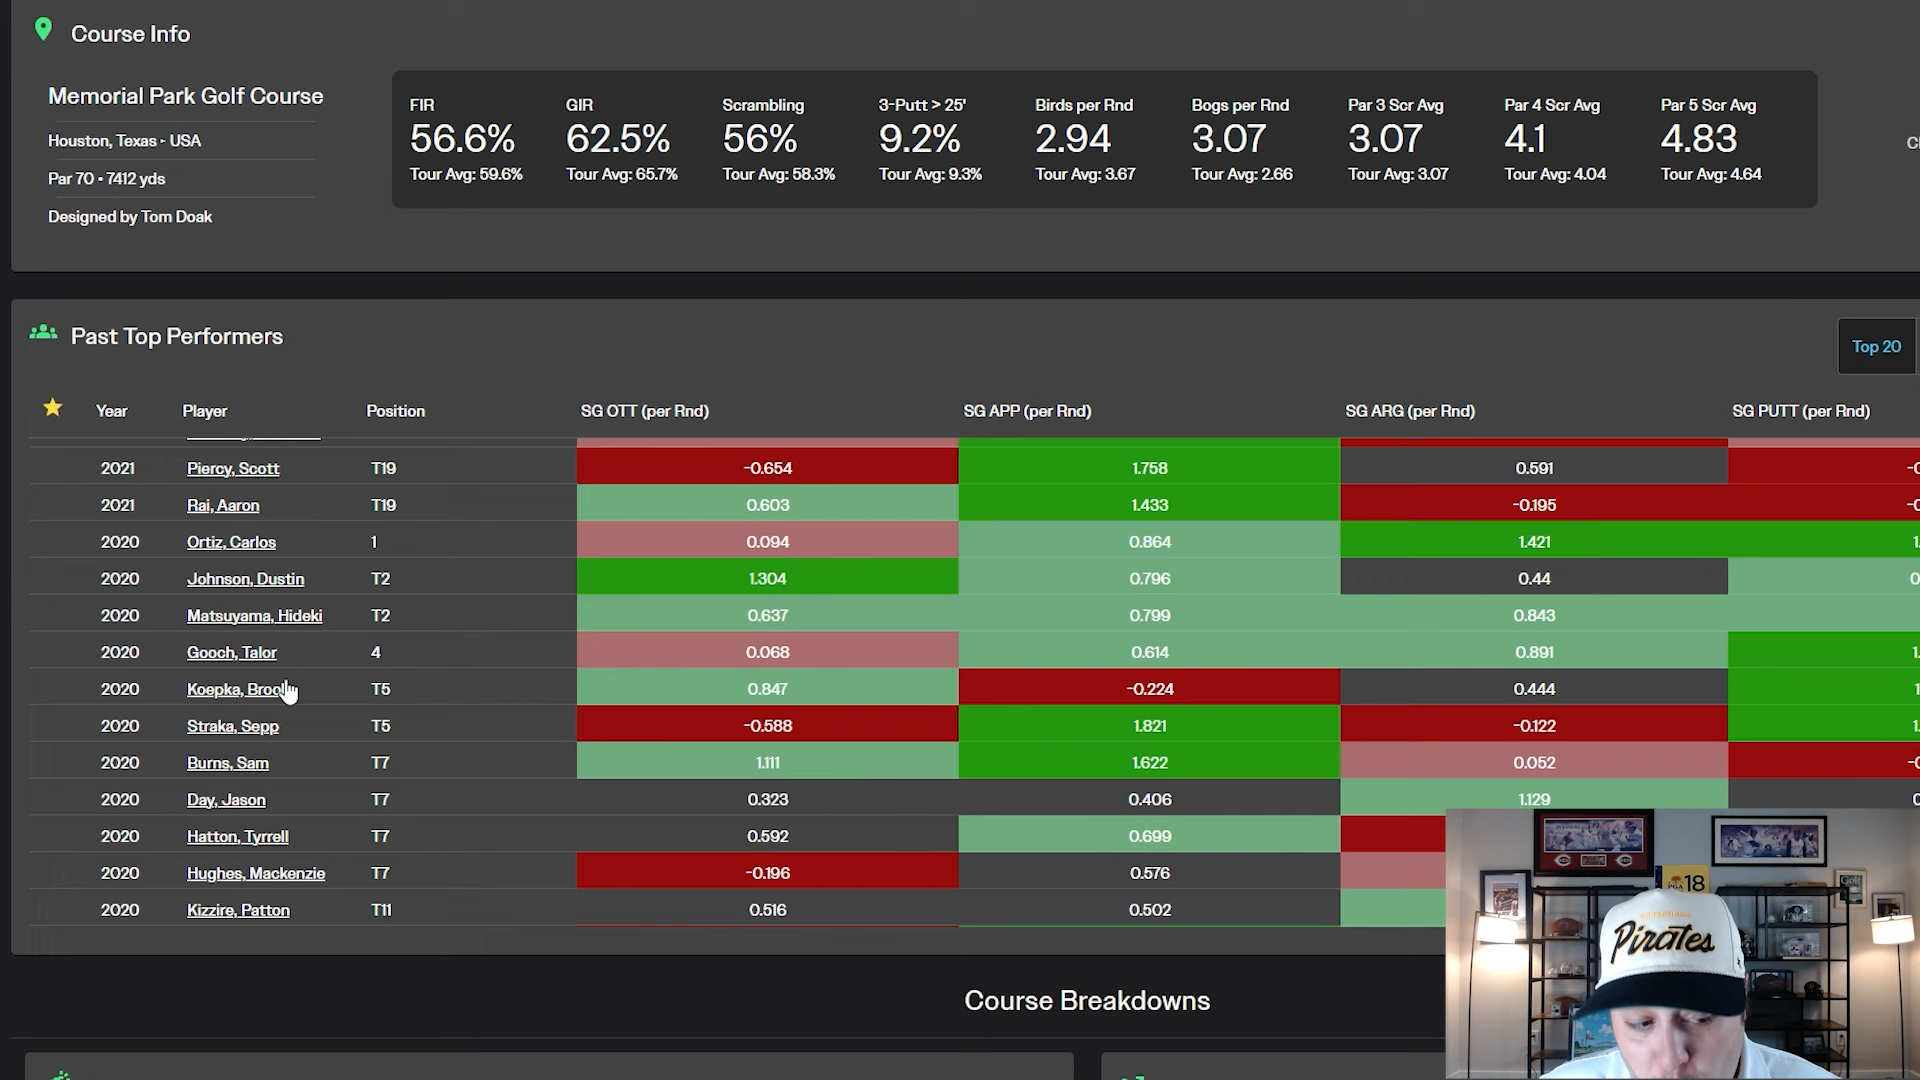 Course Info
Memorial Park Golf Course
Houston, Texas - USA
Par 70 • 7412 yds
Designed by Tom Doak
FIR GIR Scrambling 3-Putt > 25' Birds per Rnd Bogs per Rnd Par 3 Scr Avg Par 4 Scr Avg Par 5 Scr Avg
56.6% 62.5% 56% 9.2% 2.94 3.07 3.07 4.1 4.83
Tour Avg: 59.6% Tour Avg: 65.7% Tour Avg: 58.3% Tour Avg: 9.3% Tour Avg: 3.67 Tour Avg: 2.66 Tour Avg: 3.07 Tour Avg: 4.04 Tour Avg: 4.64
Past Top Performers
Top 20
Year Player Position SG OTT (per Rnd) SG APP (per Rnd) SG ARG (per Rnd) SG PUTT (per Rnd)
2021 Piercy, Scott T19 -0.654 1.758 0.591
2021 Rai, Aaron T19 0.603 1.433 -0.195
2020 Ortiz, Carlos 1 0.094 0.864 1.421
2020 Johnson, Dustin T2 1.304 0.796 0.44
2020 Matsuyama, Hideki T2 0.637 0.799 0.843
2020 Gooch, Talor 4 0.068 0.614 0.891
2020 Koepka, Broo T5 0.847 -0.224 0.444
2020 Straka, Sepp T5 -0.588 1.821 -0.122
2020 Burns, Sam T7 1.111 1.622 0.052
2020 Day, Jason T7 0.323 0.406 1.129
2020 Hatton, Tyrrell T7 0.592 0.699
2020 Hughes, Mackenzie T7 -0.196 0.576
2020 Kizzire, Patton T11 0.516 0.502
Course Breakdowns
18
Pirates